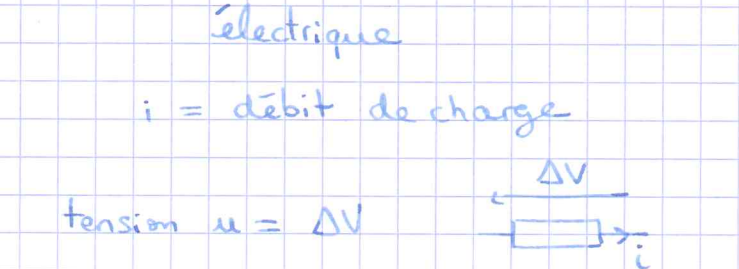 électrique
i = débit de charge
ΔV
tension u = ΔV
i